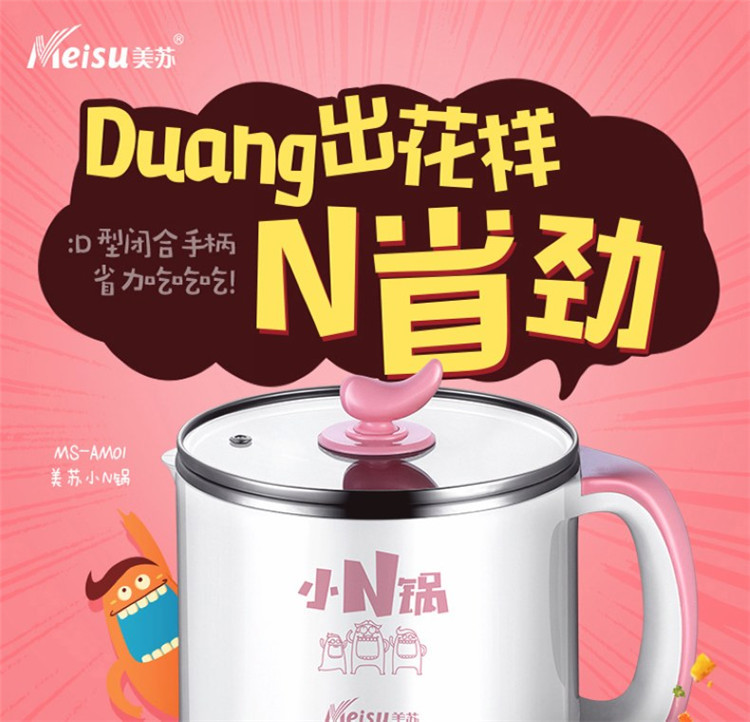 Meisu美苏®
Duang出花样
:D 型闭合手柄
省力吃吃吃!
N省劲
MS-AM01
美苏小N锅
小N锅
Meisu美苏